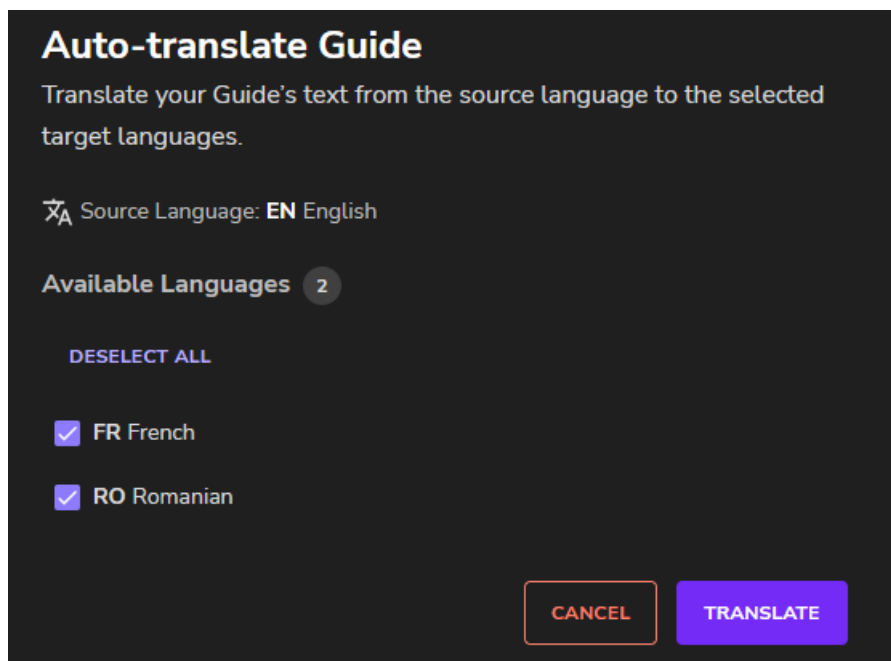 Auto-translate Guide
Translate your Guide’s text from the source language to the selected
target languages.
Source Language: EN English
Available Languages 2
DESELECT ALL
FR French
RO Romanian
CANCEL TRANSLATE